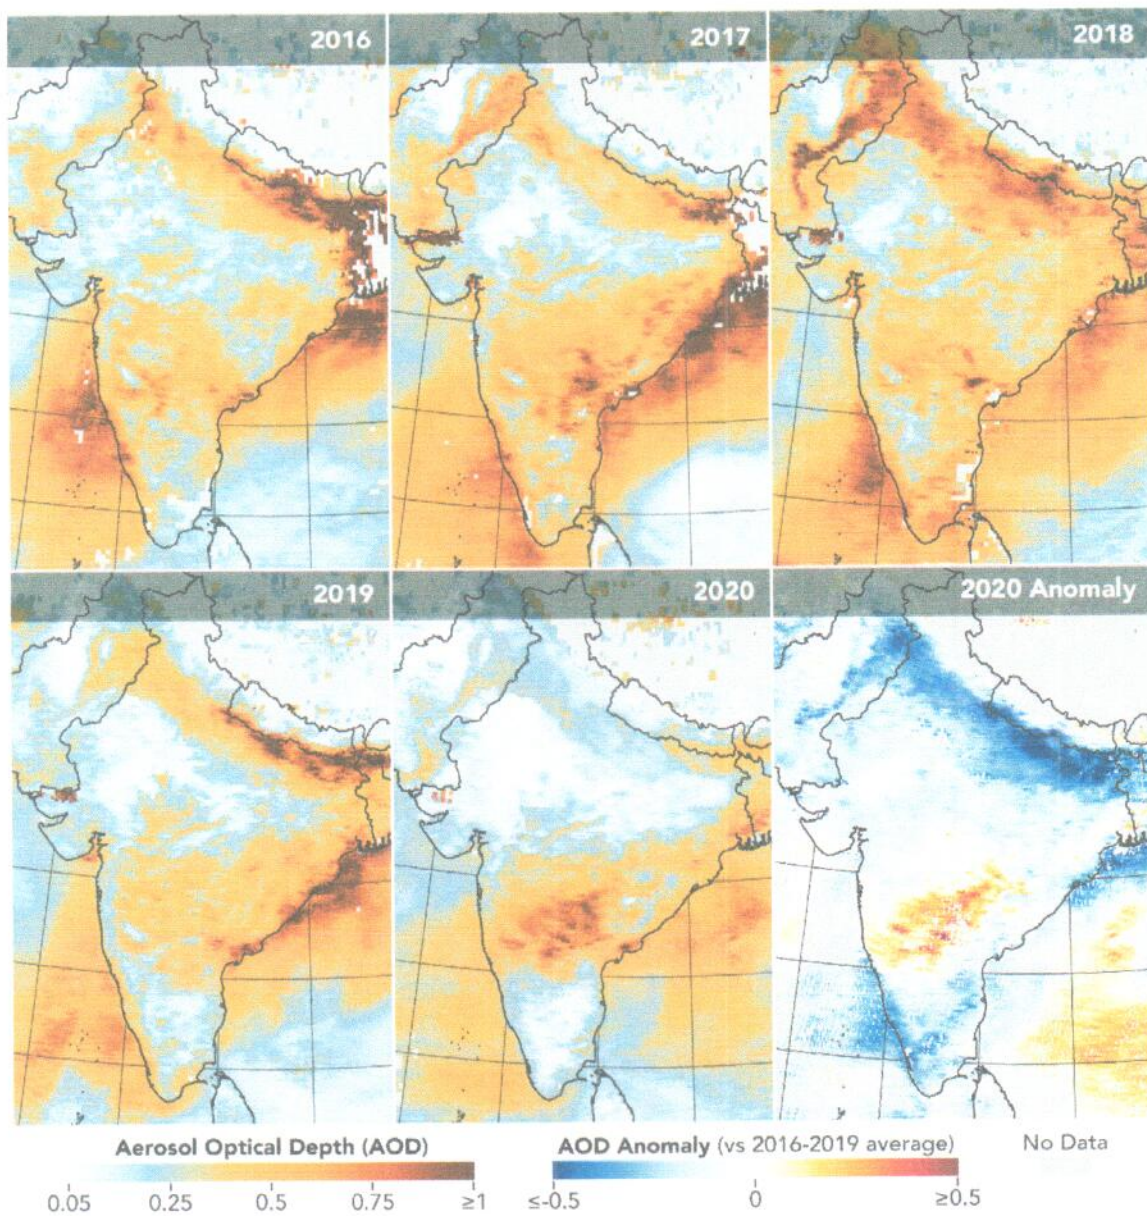 2016
2017
2018
2019
2020
2020 Anomaly
Aerosol Optical Depth (AOD)
0.05 0.25 0.5 0.75 ≥1
AOD Anomaly (vs 2016-2019 average)
≤-0.5 0 ≥0.5
No Data